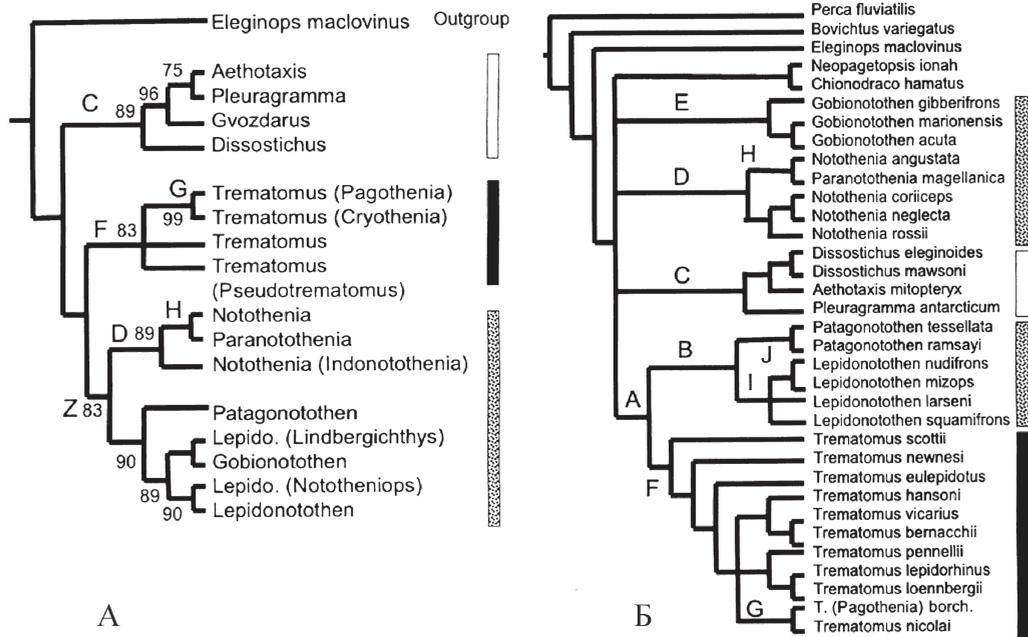 Eleginops maclovinus
Outgroup
75
Aethotaxis
96
Pleuragramma
C
89
Gvozdarus
Dissostichus
G
Trematomus (Pagothenia)
99
Trematomus (Cryothenia)
F
83
Trematomus
Trematomus
(Pseudotrematomus)
H
Notothenia
D
89
Paranotothenia
Notothenia (Indonotothenia)
Z
83
Patagonotothen
Lepido. (Lindbergichthys)
90
Gobionotothen
89
Lepido. (Nototheniops)
90
Lepidonotothen
А
Perca fluviatilis
Bovichtus variegatus
Eleginops maclovinus
Neopagetopsis ionah
Chionodraco hamatus
E
Gobionotothen gibberifrons
Gobionotothen marionensis
Gobionotothen acuta
H
Notothenia angustata
D
Paranotothenia magellanica
Notothenia coriiceps
Notothenia neglecta
Notothenia rossii
Dissostichus eleginoides
C
Dissostichus mawsoni
Aethotaxis mitopteryx
Pleuragramma antarcticum
Patagonotothen tessellata
B
J
Patagonotothen ramsayi
Lepidonotothen nudifrons
I
Lepidonotothen mizops
A
Lepidonotothen larseni
Lepidonotothen squamifrons
Trematomus scottii
F
Trematomus newnesi
Trematomus eulepidotus
Trematomus hansoni
Trematomus vicarius
Trematomus bernacchii
Trematomus pennellii
Trematomus lepidorhinus
Trematomus loennbergii
G
T. (Pagothenia) borch.
Trematomus nicolai
Б